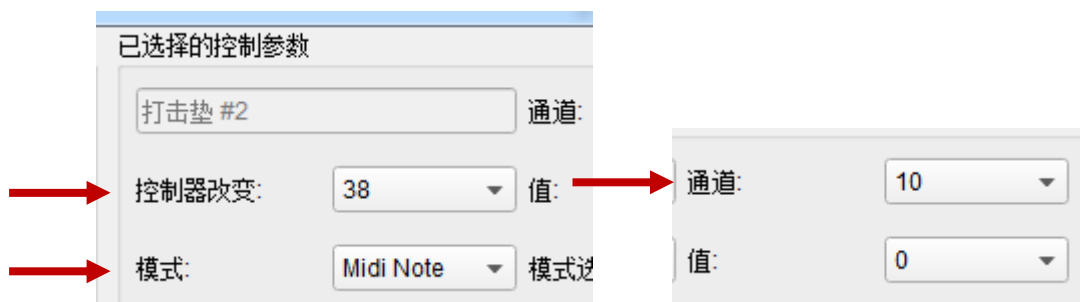 已选择的控制参数
打击垫 #2 通道:
控制器改变: 38 值:
模式: Midi Note 模式选
通道: 10
值: 0